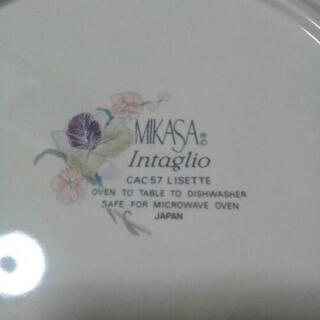 MIKASA ®©
Intaglio
CAC57 LISETTE
OVEN TO TABLE TO DISHWASHER
SAFE FOR MICROWAVE OVEN
JAPAN